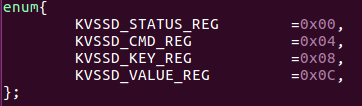 enum{
        KVSSD_STATUS_REG        =0x00,
        KVSSD_CMD_REG           =0x04,
        KVSSD_KEY_REG           =0x08,
        KVSSD_VALUE_REG         =0x0C,
};